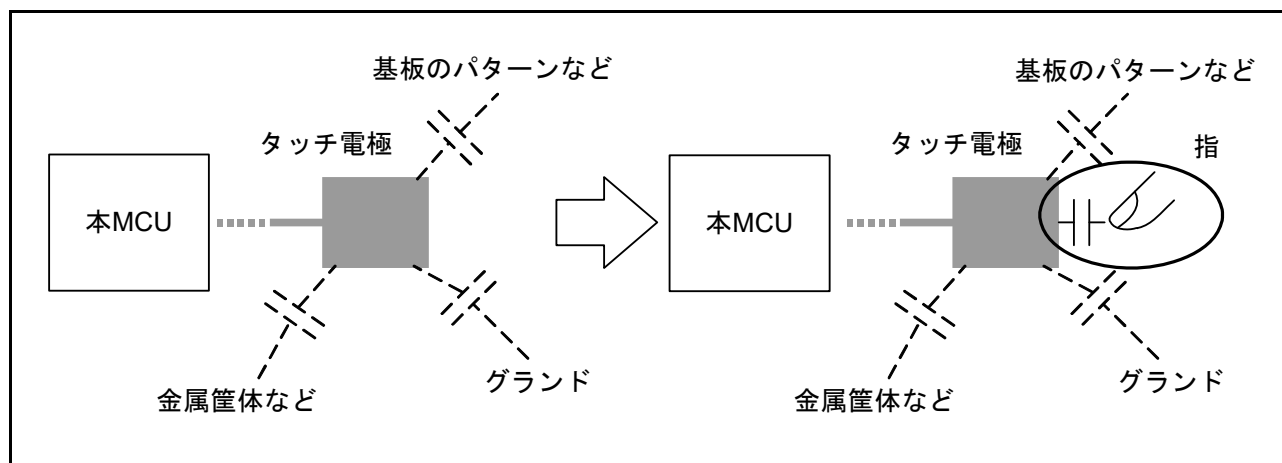 基板のパターンなど
タッチ電極
本MCU
金属筐体など
グランド
基板のパターンなど
タッチ電極
指
本MCU
金属筐体など
グランド